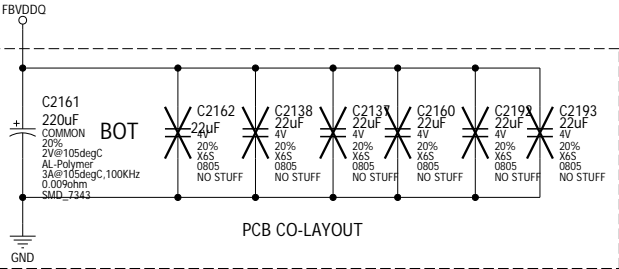 FBVDDQ
C2161
220uF
COMMON
20%
2V@105degC
AL-Polymer
3A@105degC,100KHz
0.009ohm
SMD_7343
BOT
C2162
22uF
4V
20%
X6S
0805
NO STUFF
C2138
22uF
4V
20%
X6S
0805
NO STUFF
C2137
22uF
4V
20%
X6S
0805
NO STUFF
C2160
22uF
4V
20%
X6S
0805
NO STUFF
C2192
22uF
4V
20%
X6S
0805
NO STUFF
C2193
22uF
4V
20%
X6S
0805
NO STUFF
PCB CO-LAYOUT
GND